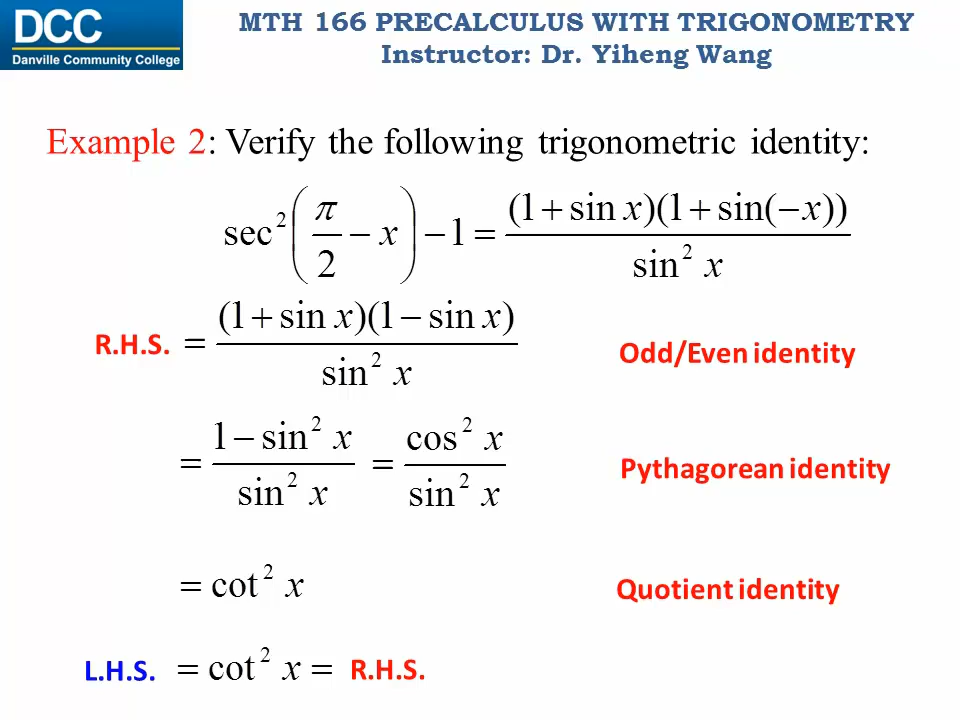 DCC
Danville Community College
MTH 166 PRECALCULUS WITH TRIGONOMETRY
Instructor: Dr. Yiheng Wang
Example 2: Verify the following trigonometric identity:
sec²(π/2 − x) − 1 = (1 + sin x)(1 + sin(−x)) / sin² x
R.H.S. = (1 + sin x)(1 − sin x) / sin² x Odd/Even identity
= 1 − sin² x / sin² x = cos² x / sin² x Pythagorean identity
= cot² x Quotient identity
L.H.S. = cot² x = R.H.S.